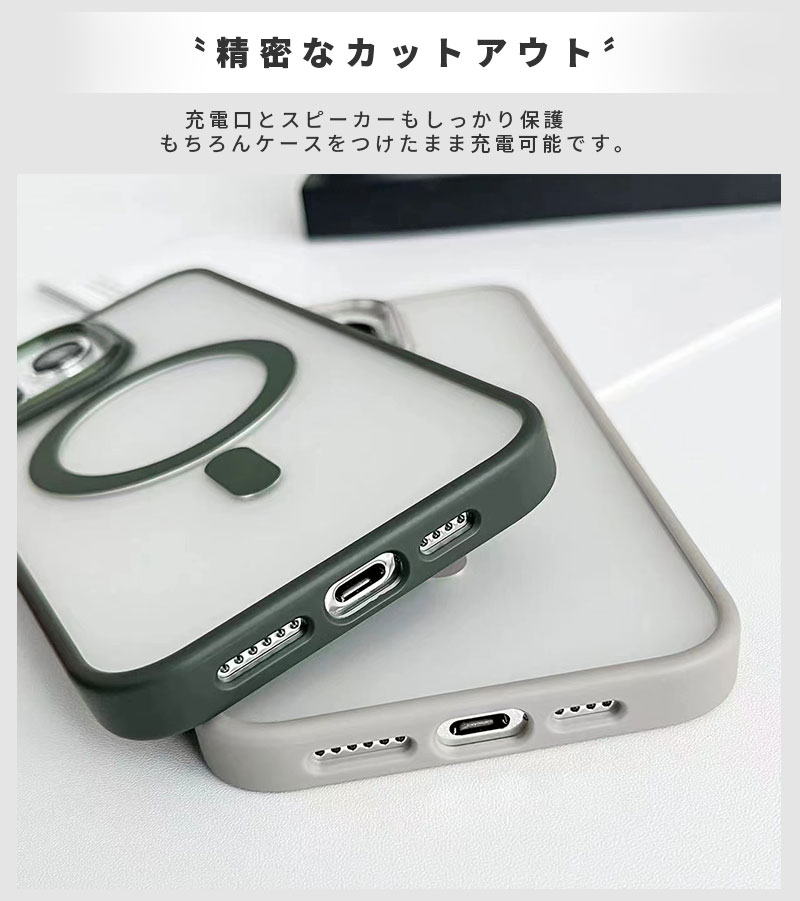 〝精密なカットアウト〞
充電口とスピーカーもしっかり保護
もちろんケースをつけたまま充電可能です。